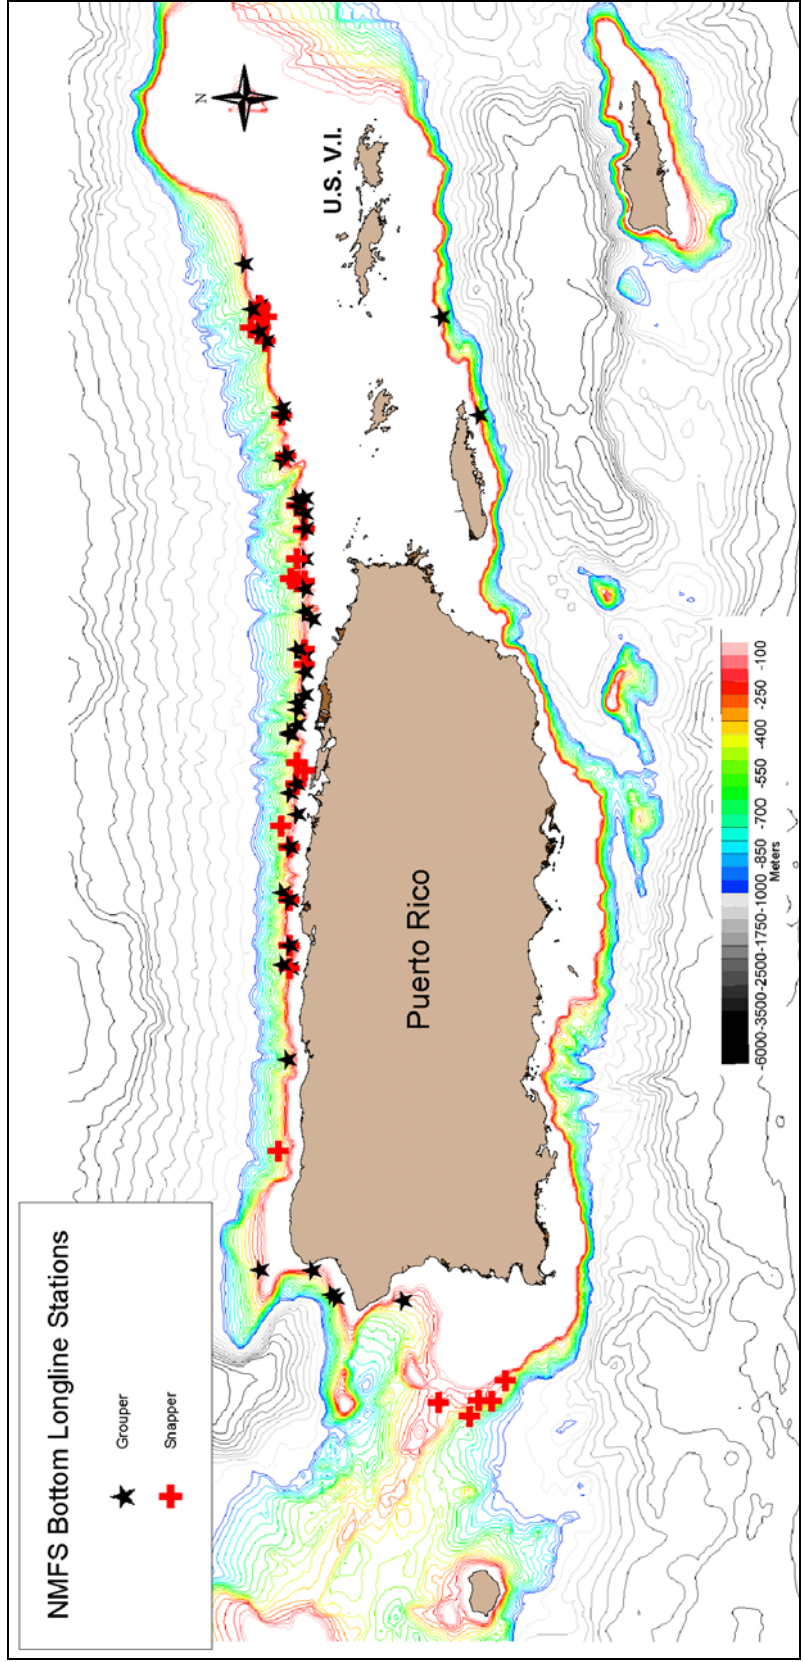 NMFS Bottom Longline Stations
Grouper
Snapper
N
U.S. V.I.
Puerto Rico
-6000-3500-2500-1750-1000 -850 -700 -550 -400 -250 -100
Meters